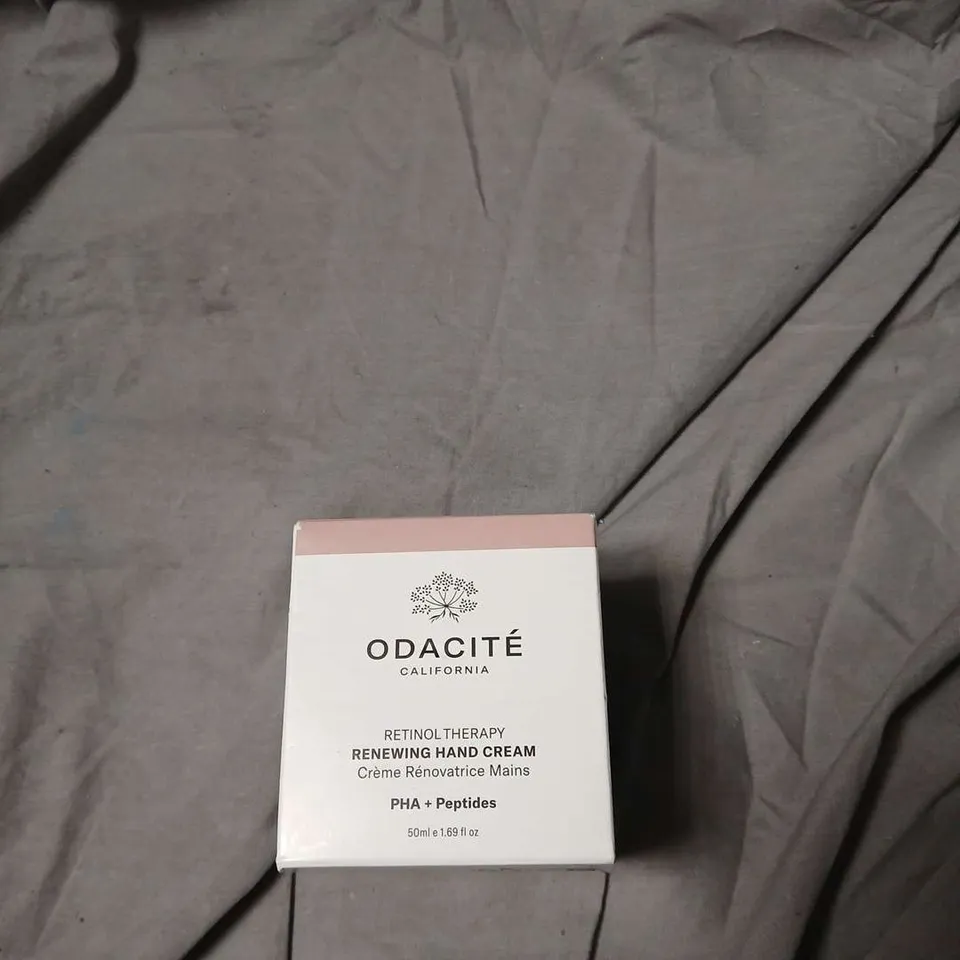 ODACITÉ
CALIFORNIA
RETINOL THERAPY
RENEWING HAND CREAM
Crème Rénovatrice Mains
PHA + Peptides
50ml e 1.69 fl oz